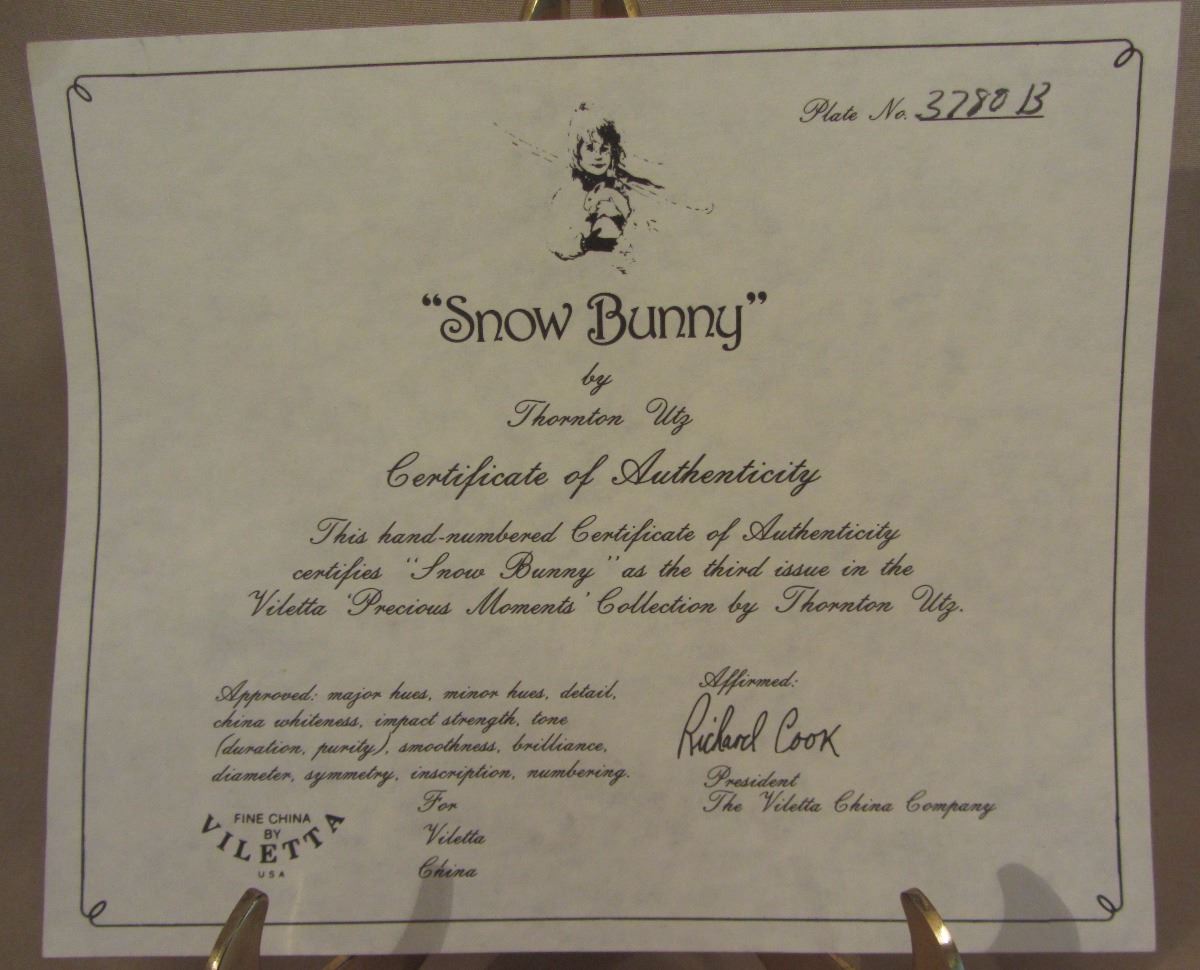 Plate No. 3780 B
“Snow Bunny”
by
Thornton Utz
Certificate of Authenticity
This hand-numbered Certificate of Authenticity
certifies “Snow Bunny” as the third issue in the
Viletta ‘Precious Moments’ Collection by Thornton Utz.
Approved: major hues, minor hues, detail,
china whiteness, impact strength, tone
(duration, purity), smoothness, brilliance,
diameter, symmetry, inscription, numbering.
For
Viletta
China
Affirmed:
Richard Cook
President
The Viletta China Company
FINE CHINA
BY
VILETTA
USA